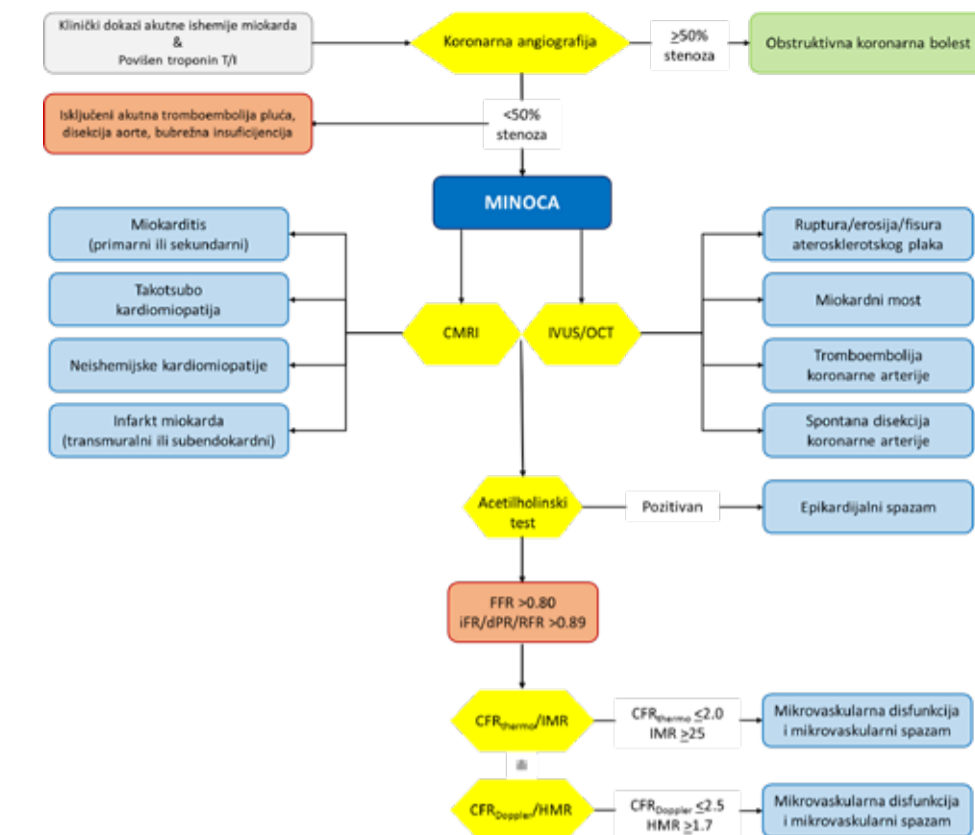 Klinički dokazi akutne ishemije miokarda
&
Povišen troponin T/I
Koronarna angiografija
≥50%
stenoza
Obstruktivna koronarna bolest
Isključeni akutna tromboembolija pluća,
disekcija aorte, bubrežna insuficijencija
<50%
stenoza
MINOCA
Miokarditis
(primarni ili sekundarni)
Takotsubo
kardiomiopatija
Neishemijske kardiomiopatije
Infarkt miokarda
(transmuralni ili subendokardni)
CMRI
IVUS/OCT
Ruptura/erosija/fisura
aterosklerotskog plaka
Miokardni most
Tromboembolija
koronarne arterije
Spontana disekcija
koronarne arterije
Acetilholinski
test
Pozitivan
Epikardijalni spazam
FFR >0.80
iFR/dPR/RFR >0.89
CFRthermo/IMR
CFRthermo ≤2.0
IMR ≥25
Mikrovaskularna disfunkcija
i mikrovaskularni spazam
CFRDoppler/HMR
CFRDoppler ≤2.5
HMR ≥1.7
Mikrovaskularna disfunkcija
i mikrovaskularni spazam